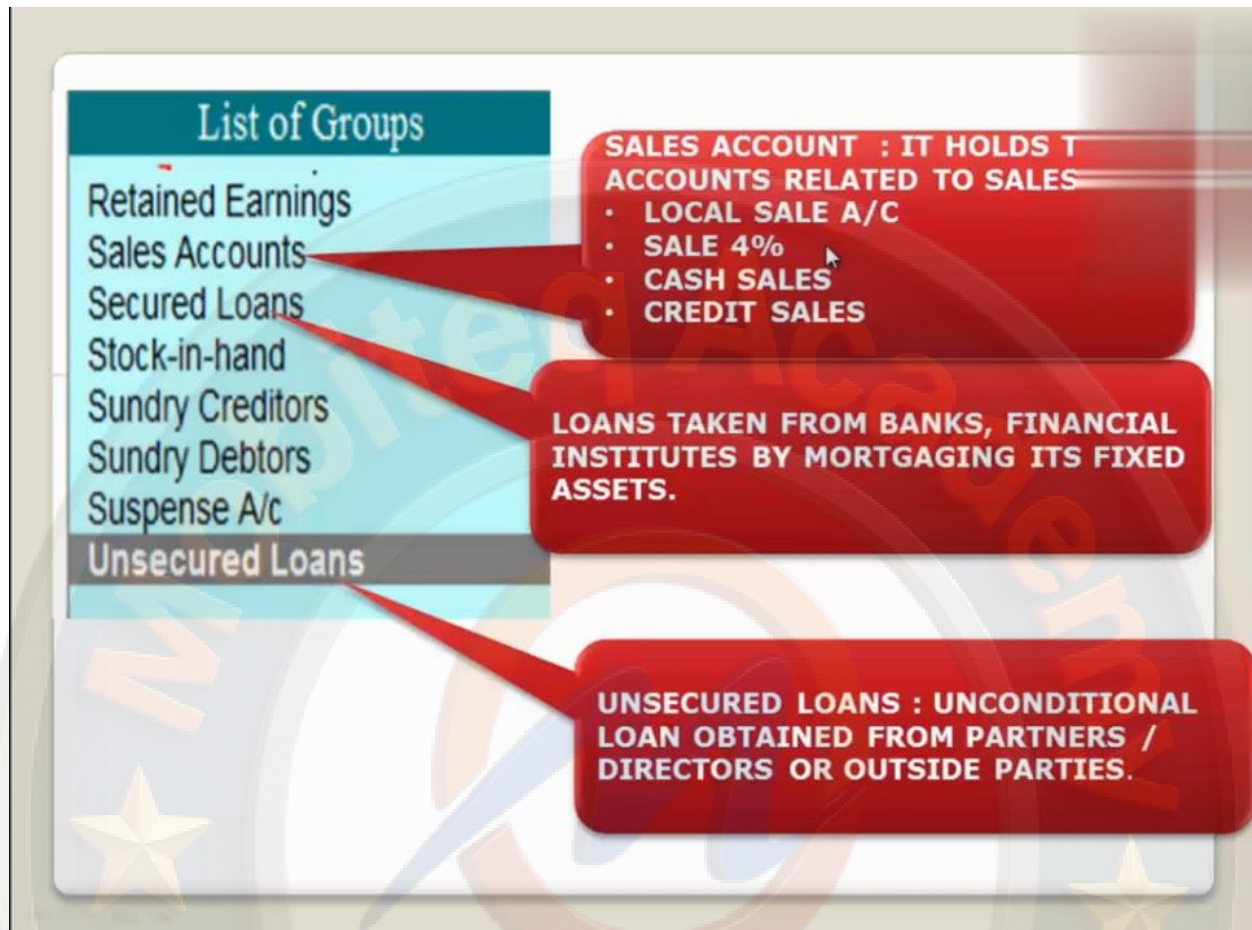 List of Groups
Retained Earnings
Sales Accounts
Secured Loans
Stock-in-hand
Sundry Creditors
Sundry Debtors
Suspense A/c
Unsecured Loans
SALES ACCOUNT : IT HOLDS T
ACCOUNTS RELATED TO SALES
• LOCAL SALE A/C
• SALE 4%
• CASH SALES
• CREDIT SALES
LOANS TAKEN FROM BANKS, FINANCIAL
INSTITUTES BY MORTGAGING ITS FIXED
ASSETS.
UNSECURED LOANS : UNCONDITIONAL
LOAN OBTAINED FROM PARTNERS /
DIRECTORS OR OUTSIDE PARTIES.
Academy